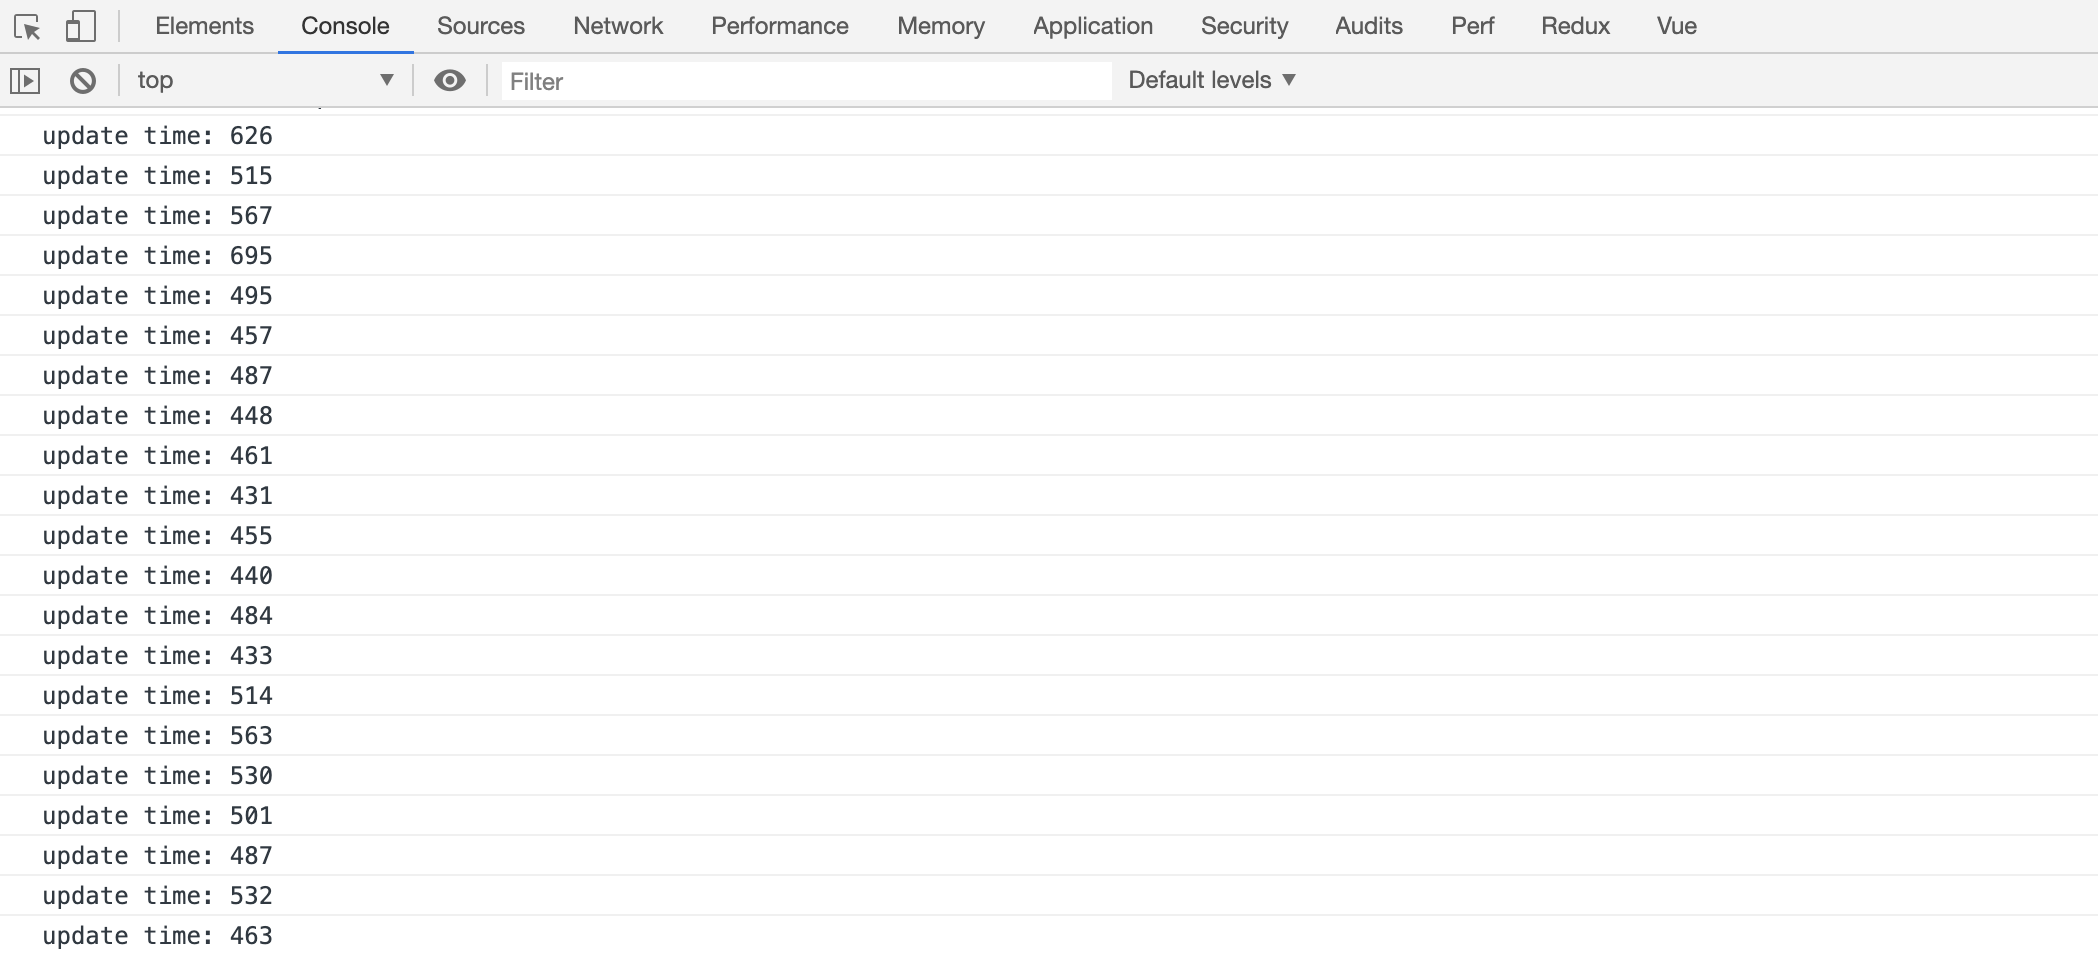 Elements Console Sources Network Performance Memory Application Security Audits Perf Redux Vue
top Filter Default levels
update time: 626
update time: 515
update time: 567
update time: 695
update time: 495
update time: 457
update time: 487
update time: 448
update time: 461
update time: 431
update time: 455
update time: 440
update time: 484
update time: 433
update time: 514
update time: 563
update time: 530
update time: 501
update time: 487
update time: 532
update time: 463